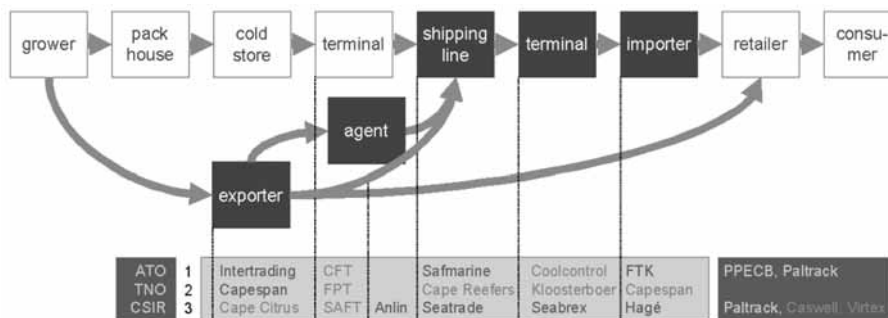 grower
pack
house
cold
store
terminal
shipping
line
terminal
importer
retailer
consu-
mer
agent
exporter
ATO 1 Intertrading CFT Safmarine Coolcontrol FTK PPECB, Paltrack
TNO 2 Capespan FPT Cape Reefers Kloosterboer Capespan
CSIR 3 Cape Citrus SAFT Anlin Seatrade Seabrex Hagé Paltrack, Caswell, Virtex